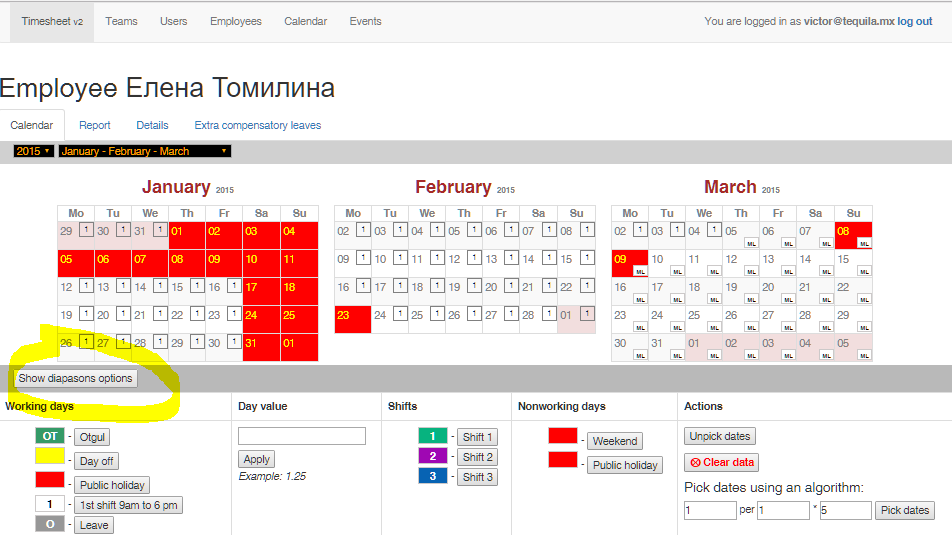 Timesheet v2 Teams Users Employees Calendar Events You are logged in as victor@tequila.mx log out
Employee Елена Томилина
Calendar Report Details Extra compensatory leaves
2015 January - February - March
January 2015 February 2015 March 2015
Mo Tu We Th Fr Sa Su Mo Tu We Th Fr Sa Su Mo Tu We Th Fr Sa Su
29 1 30 1 31 1 01 02 03 04 02 1 03 1 04 1 05 1 06 1 07 1 08 1 02 1 03 1 04 1 05 ML 06 ML 07 ML 08 ML
05 06 07 08 09 10 11 09 1 10 1 11 1 12 1 13 1 14 1 15 1 09 ML 10 ML 11 ML 12 ML 13 ML 14 ML 15 ML
12 1 13 1 14 1 15 1 16 1 17 18 16 1 17 1 18 1 19 1 20 1 21 1 22 1 16 ML 17 ML 18 ML 19 ML 20 ML 21 ML 22 ML
19 1 20 1 21 1 22 1 23 1 24 25 23 24 1 25 1 26 1 27 1 28 1 01 1 23 ML 24 ML 25 ML 26 ML 27 ML 28 ML 29 ML
26 1 27 1 28 1 29 1 30 1 31 01 30 ML 31 ML 01 ML 02 ML 03 ML 04 ML 05 ML
Show diapasons options
Working days Day value Shifts Nonworking days Actions
OT - Otgul 1 - Shift 1 - Weekend Unpick dates
- Day off Apply 2 - Shift 2 - Public holiday Clear data
- Public holiday Example: 1.25 3 - Shift 3 Pick dates using an algorithm:
1 - 1st shift 9am to 6 pm 1 per 1 * 5 Pick dates
O - Leave